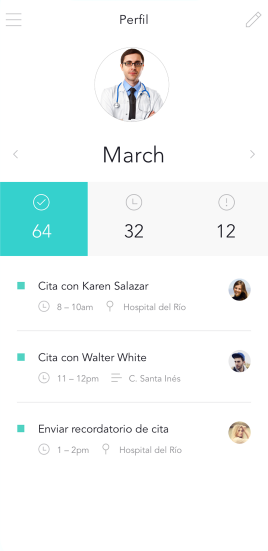 Perfil
March
64
32
12
Cita con Karen Salazar
8 – 10am Hospital del Río
Cita con Walter White
11 – 12pm C. Santa Inés
Enviar recordatorio de cita
1 – 2pm Hospital del Río